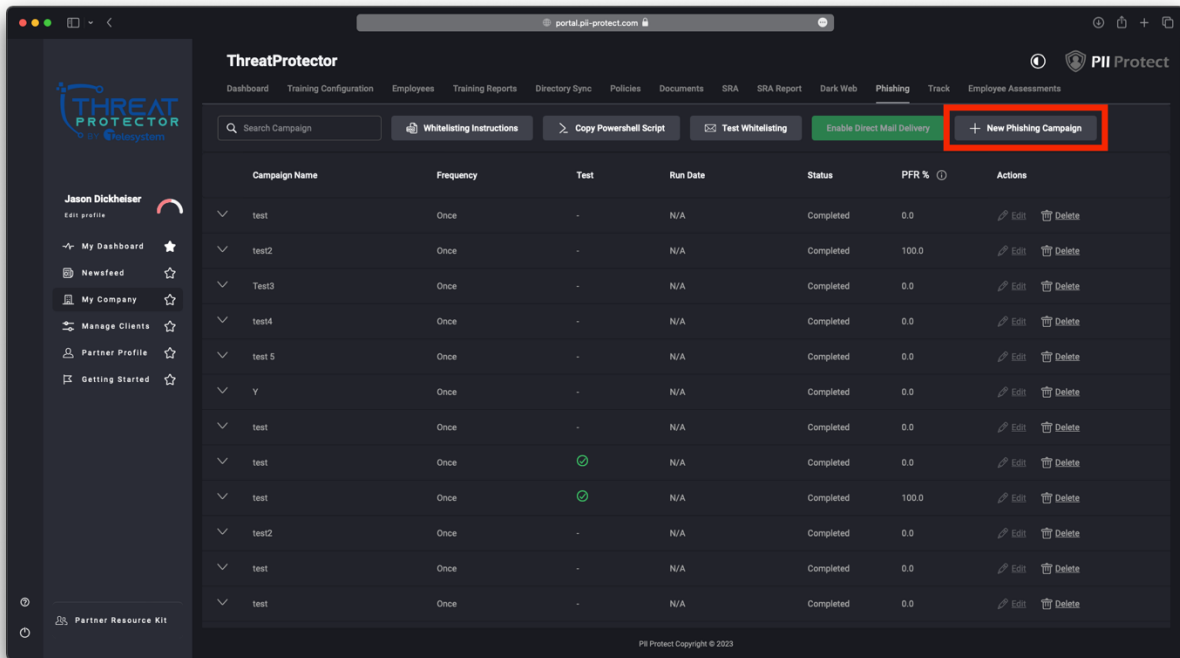 portal.pii-protect.com
THREAT
PROTECTOR
BY Telesystem
Jason Dickheiser
Edit profile
My Dashboard
Newsfeed
My Company
Manage Clients
Partner Profile
Getting Started
Partner Resource Kit
ThreatProtector
PII Protect
Dashboard Training Configuration Employees Training Reports Directory Sync Policies Documents SRA SRA Report Dark Web Phishing Track Employee Assessments
Search Campaign Whitelisting Instructions Copy Powershell Script Test Whitelisting Enable Direct Mail Delivery + New Phishing Campaign
Campaign Name Frequency Test Run Date Status PFR % Actions
test Once - N/A Completed 0.0 Edit Delete
test2 Once - N/A Completed 100.0 Edit Delete
Test3 Once - N/A Completed 0.0 Edit Delete
test4 Once - N/A Completed 0.0 Edit Delete
test 5 Once - N/A Completed 0.0 Edit Delete
Y Once - N/A Completed 0.0 Edit Delete
test Once - N/A Completed 0.0 Edit Delete
test Once N/A Completed 0.0 Edit Delete
test Once N/A Completed 100.0 Edit Delete
test2 Once - N/A Completed 0.0 Edit Delete
test Once - N/A Completed 0.0 Edit Delete
test Once - N/A Completed 0.0 Edit Delete
PII Protect Copyright © 2023